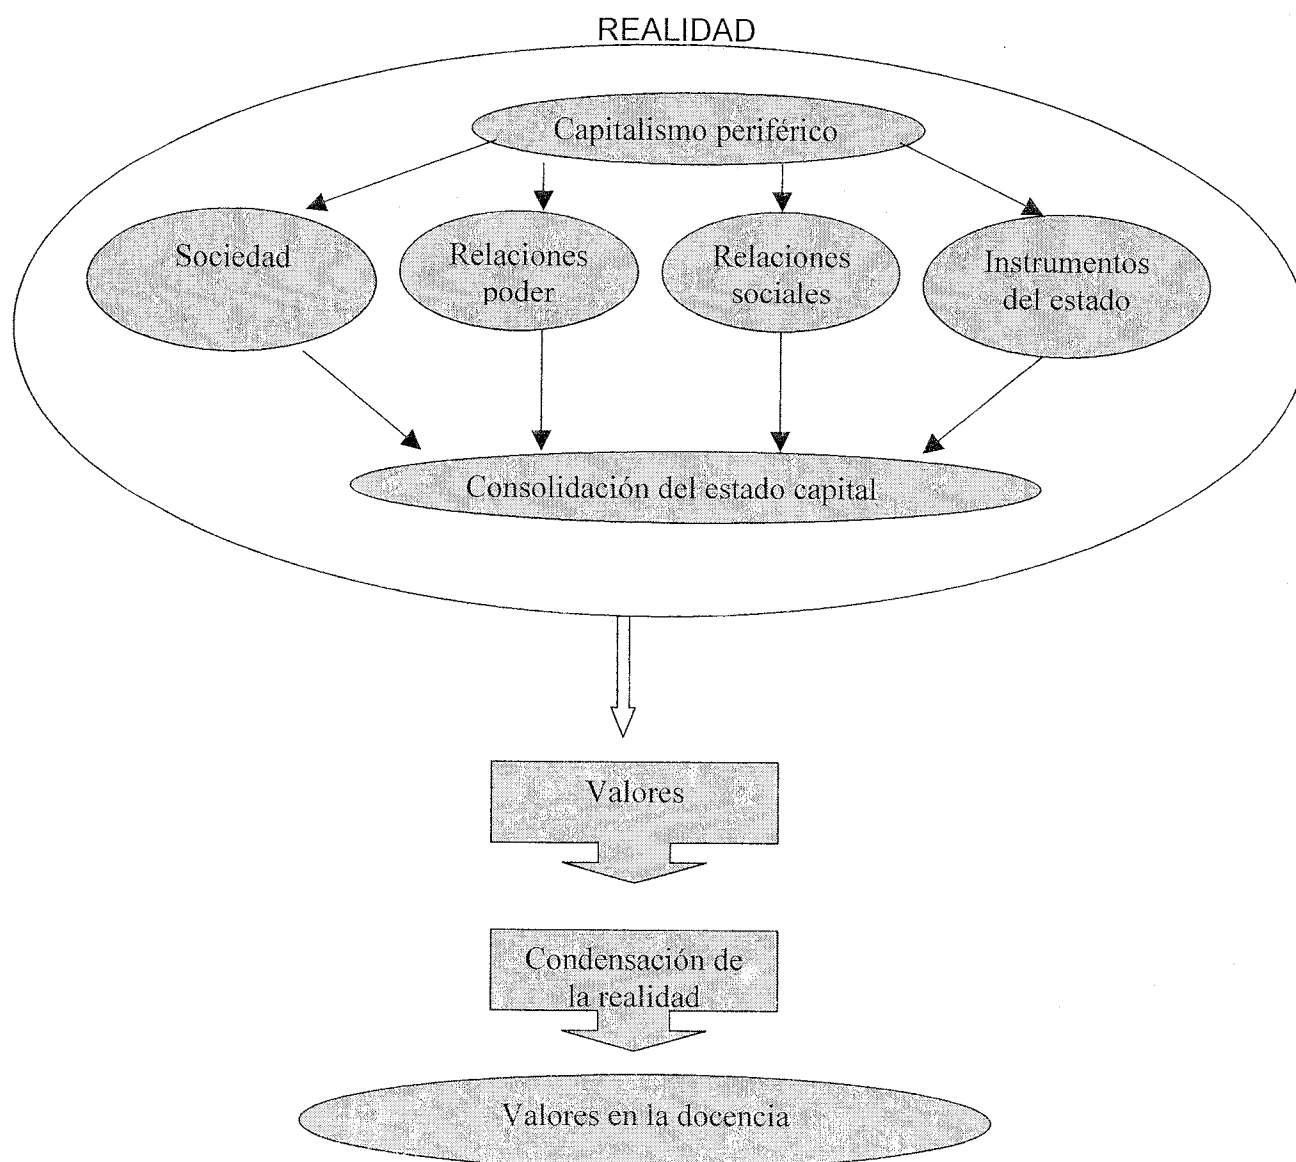 REALIDAD
Capitalismo periférico
Sociedad
Relaciones
poder
Relaciones
sociales
Instrumentos
del estado
Consolidación del estado capital
Valores
Condensación de
la realidad
Valores en la docencia